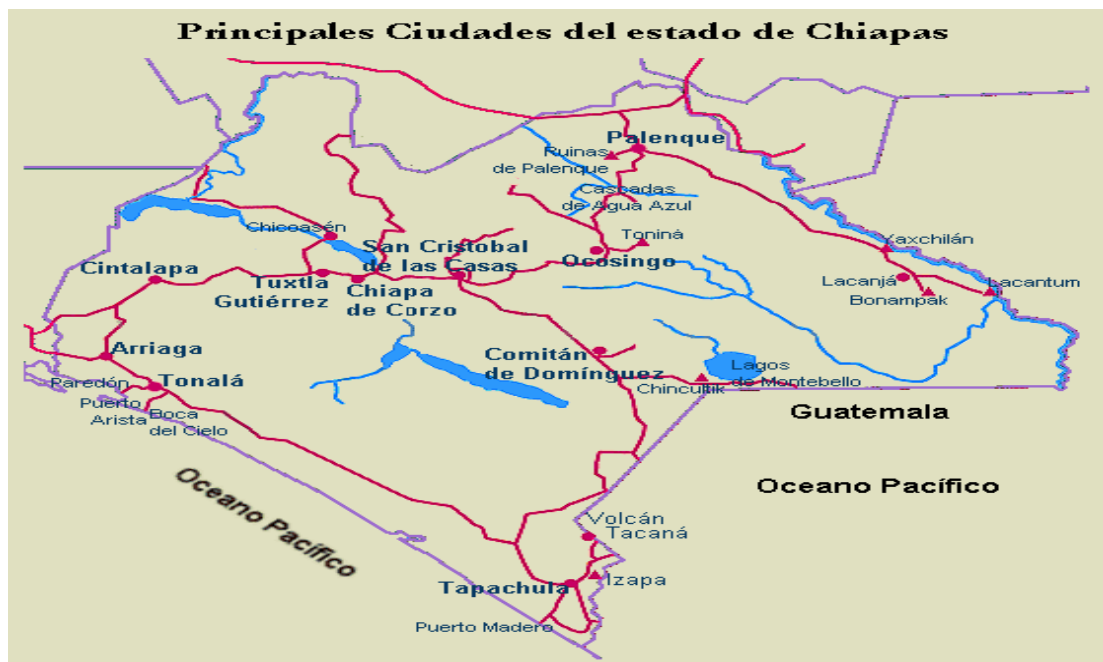 Principales Ciudades del estado de Chiapas
Palenque
Ruinas
de Palenque
Cascadas
de Agua Azul
Toniná
Ocosingo
Yaxchilán
Lacanjá
Bonampak
Lacantum
Chicoasén
San Cristobal
de las Casas
Cintalapa
Tuxtla
Gutiérrez
Chiapa
de Corzo
Arriaga
Comitán
de Domínguez
Lagos
de Montebello
Chincultik
Paredón
Tonalá
Puerto
Arista
Boca
del Cielo
Guatemala
Oceano Pacífico
Oceano Pacífico
Volcán
Tacaná
Izapa
Tapachula
Puerto Madero